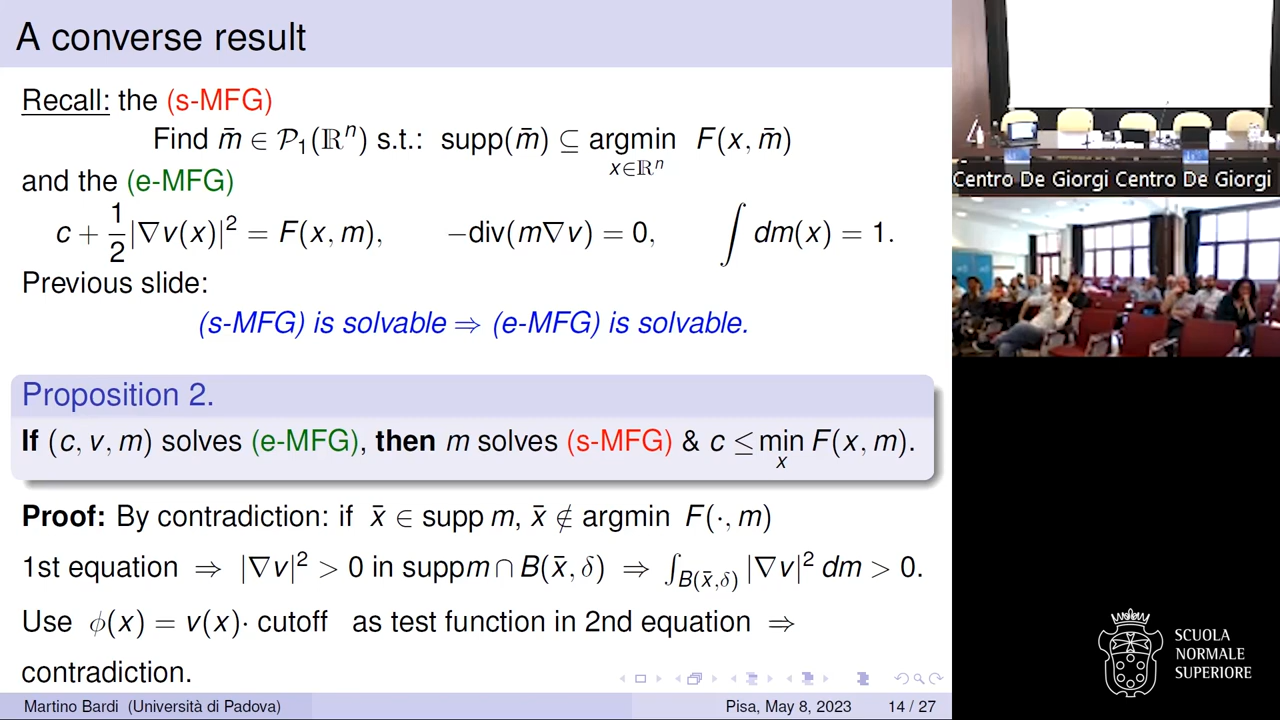 A converse result
Recall: the (s-MFG)
Find m̄ ∈ 𝒫₁(ℝⁿ) s.t.: supp(m̄) ⊆ argmin F(x, m̄)
x∈ℝⁿ
and the (e-MFG)
c + 1/2|∇v(x)|² = F(x, m), −div(m∇v) = 0, ∫ dm(x) = 1.
Previous slide:
(s-MFG) is solvable ⇒ (e-MFG) is solvable.
Proposition 2.
If (c, v, m) solves (e-MFG), then m solves (s-MFG) & c ≤ min F(x, m).
x
Proof: By contradiction: if x̄ ∈ supp m, x̄ ∉ argmin F(·, m)
1st equation ⇒ |∇v|² > 0 in suppm ∩ B(x̄, δ) ⇒ ∫_B(x̄,δ) |∇v|² dm > 0.
Use ϕ(x) = v(x)· cutoff as test function in 2nd equation ⇒
contradiction.
Martino Bardi (Università di Padova)
Pisa, May 8, 2023
14 / 27
Centro De Giorgi Centro De Giorgi
SCUOLA
NORMALE
SUPERIORE